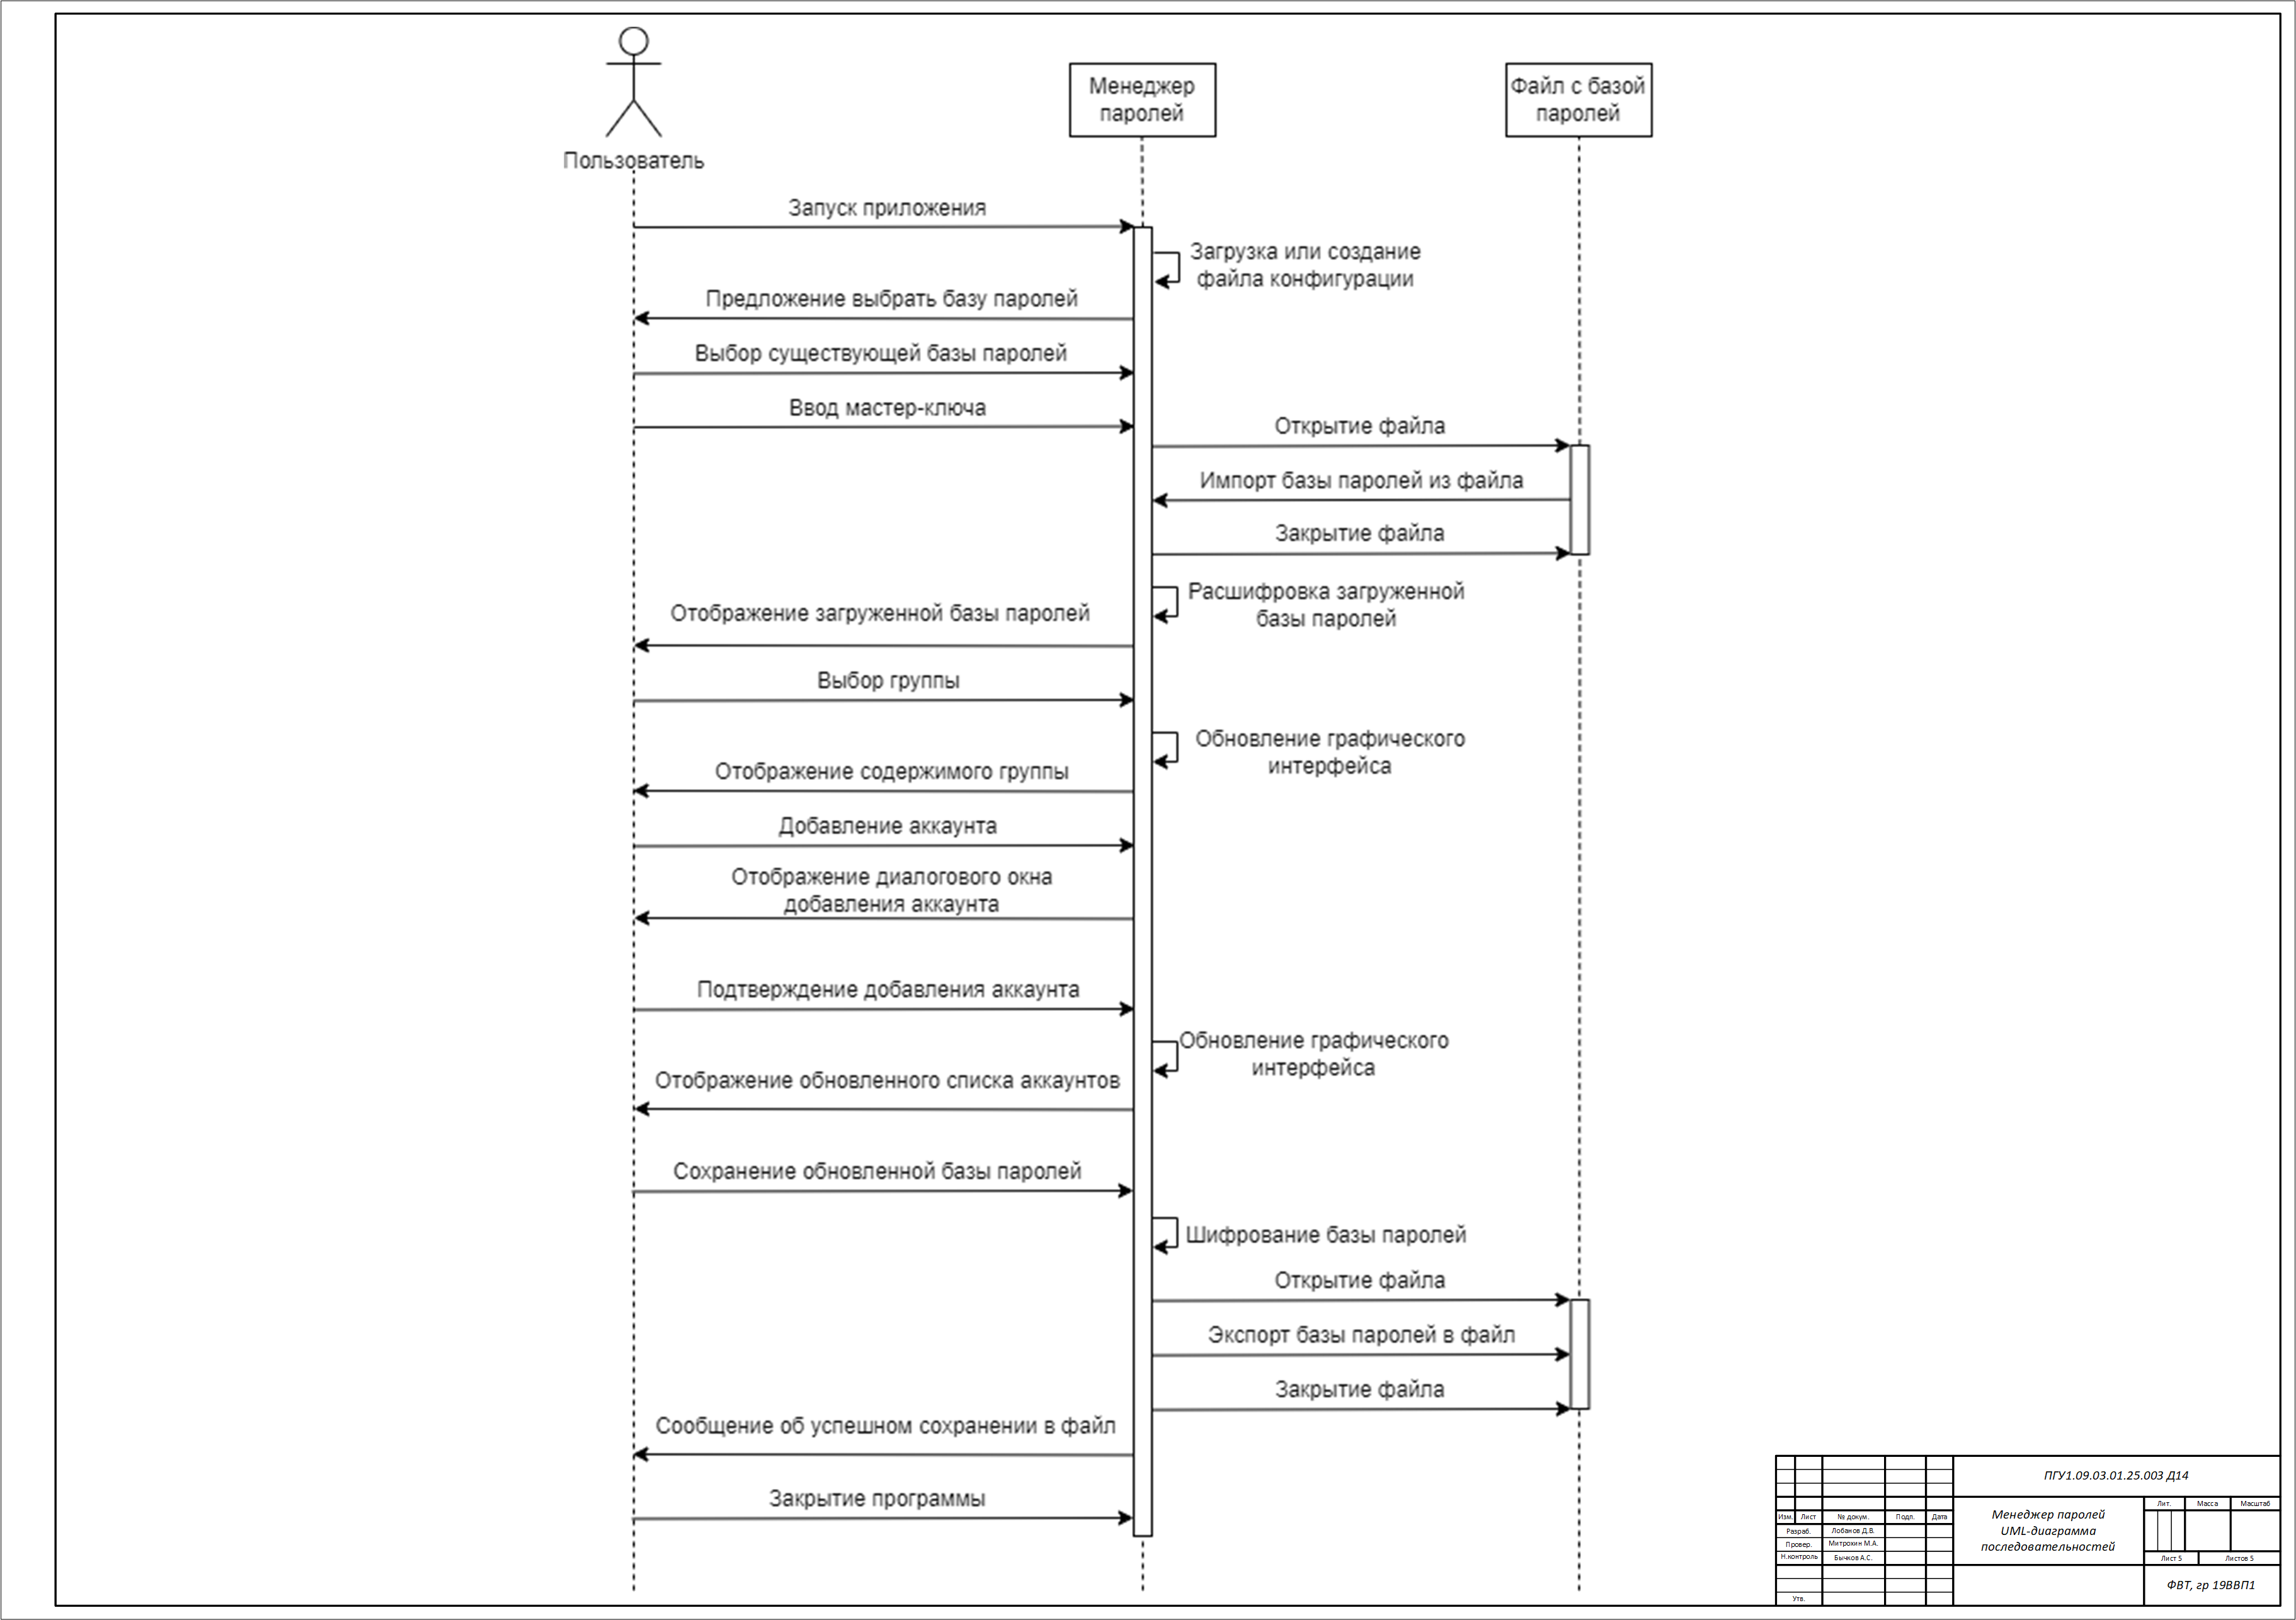 Пользователь
Менеджер
паролей
Файл с базой
паролей
Запуск приложения
Загрузка или создание
файла конфигурации
Предложение выбрать базу паролей
Выбор существующей базы паролей
Ввод мастер-ключа
Открытие файла
Импорт базы паролей из файла
Закрытие файла
Расшифровка загруженной
базы паролей
Отображение загруженной базы паролей
Выбор группы
Обновление графического
интерфейса
Отображение содержимого группы
Добавление аккаунта
Отображение диалогового окна
добавления аккаунта
Подтверждение добавления аккаунта
Обновление графического
интерфейса
Отображение обновленного списка аккаунтов
Сохранение обновленной базы паролей
Шифрование базы паролей
Открытие файла
Экспорт базы паролей в файл
Закрытие файла
Сообщение об успешном сохранении в файл
Закрытие программы
ПГУ1.09.03.01.25.003 Д14
Изм. Лист № докум. Подп. Дата
Разраб. Лобанов Д.В.
Провер. Митрохин М.А.
Н.контроль Бычков А.С.
Утв.
Менеджер паролей
UML-диаграмма
последовательностей
Лит. Масса Масштаб
Лист 5 Листов 5
ФВТ, гр 19ВВП1